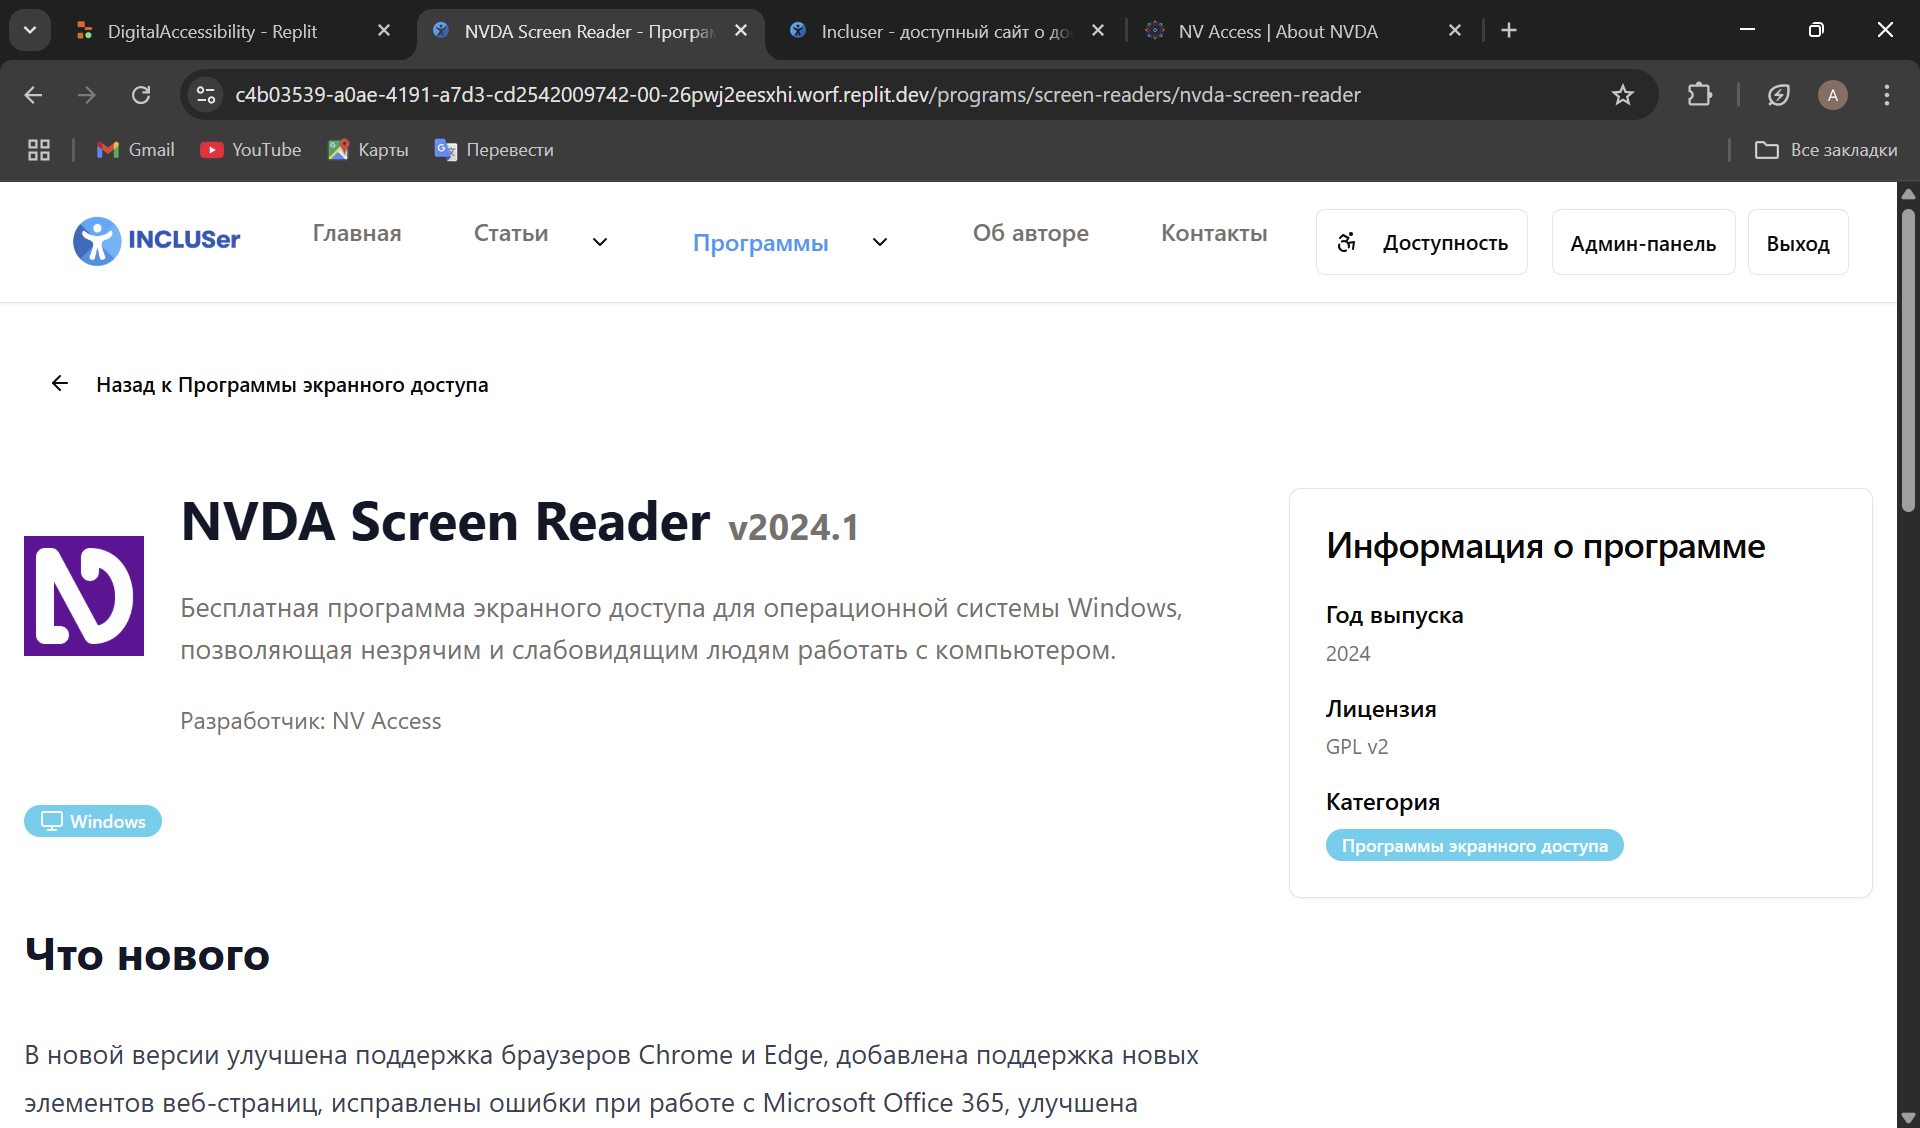 DigitalAccessibility - Replit
NVDA Screen Reader - Програм
Incluser - доступный сайт о до
NV Access | About NVDA
c4b03539-a0ae-4191-a7d3-cd2542009742-00-26pwj2eesxhi.worf.replit.dev/programs/screen-readers/nvda-screen-reader
A
Gmail
YouTube
Карты
Перевести
Все закладки
INCLUSer
Главная
Статьи
Программы
Об авторе
Контакты
Доступность
Админ-панель
Выход
Назад к Программы экранного доступа
NVDA Screen Reader v2024.1
Бесплатная программа экранного доступа для операционной системы Windows,
позволяющая незрячим и слабовидящим людям работать с компьютером.
Разработчик: NV Access
Windows
Информация о программе
Год выпуска
2024
Лицензия
GPL v2
Категория
Программы экранного доступа
Что нового
В новой версии улучшена поддержка браузеров Chrome и Edge, добавлена поддержка новых
элементов веб-страниц, исправлены ошибки при работе с Microsoft Office 365, улучшена